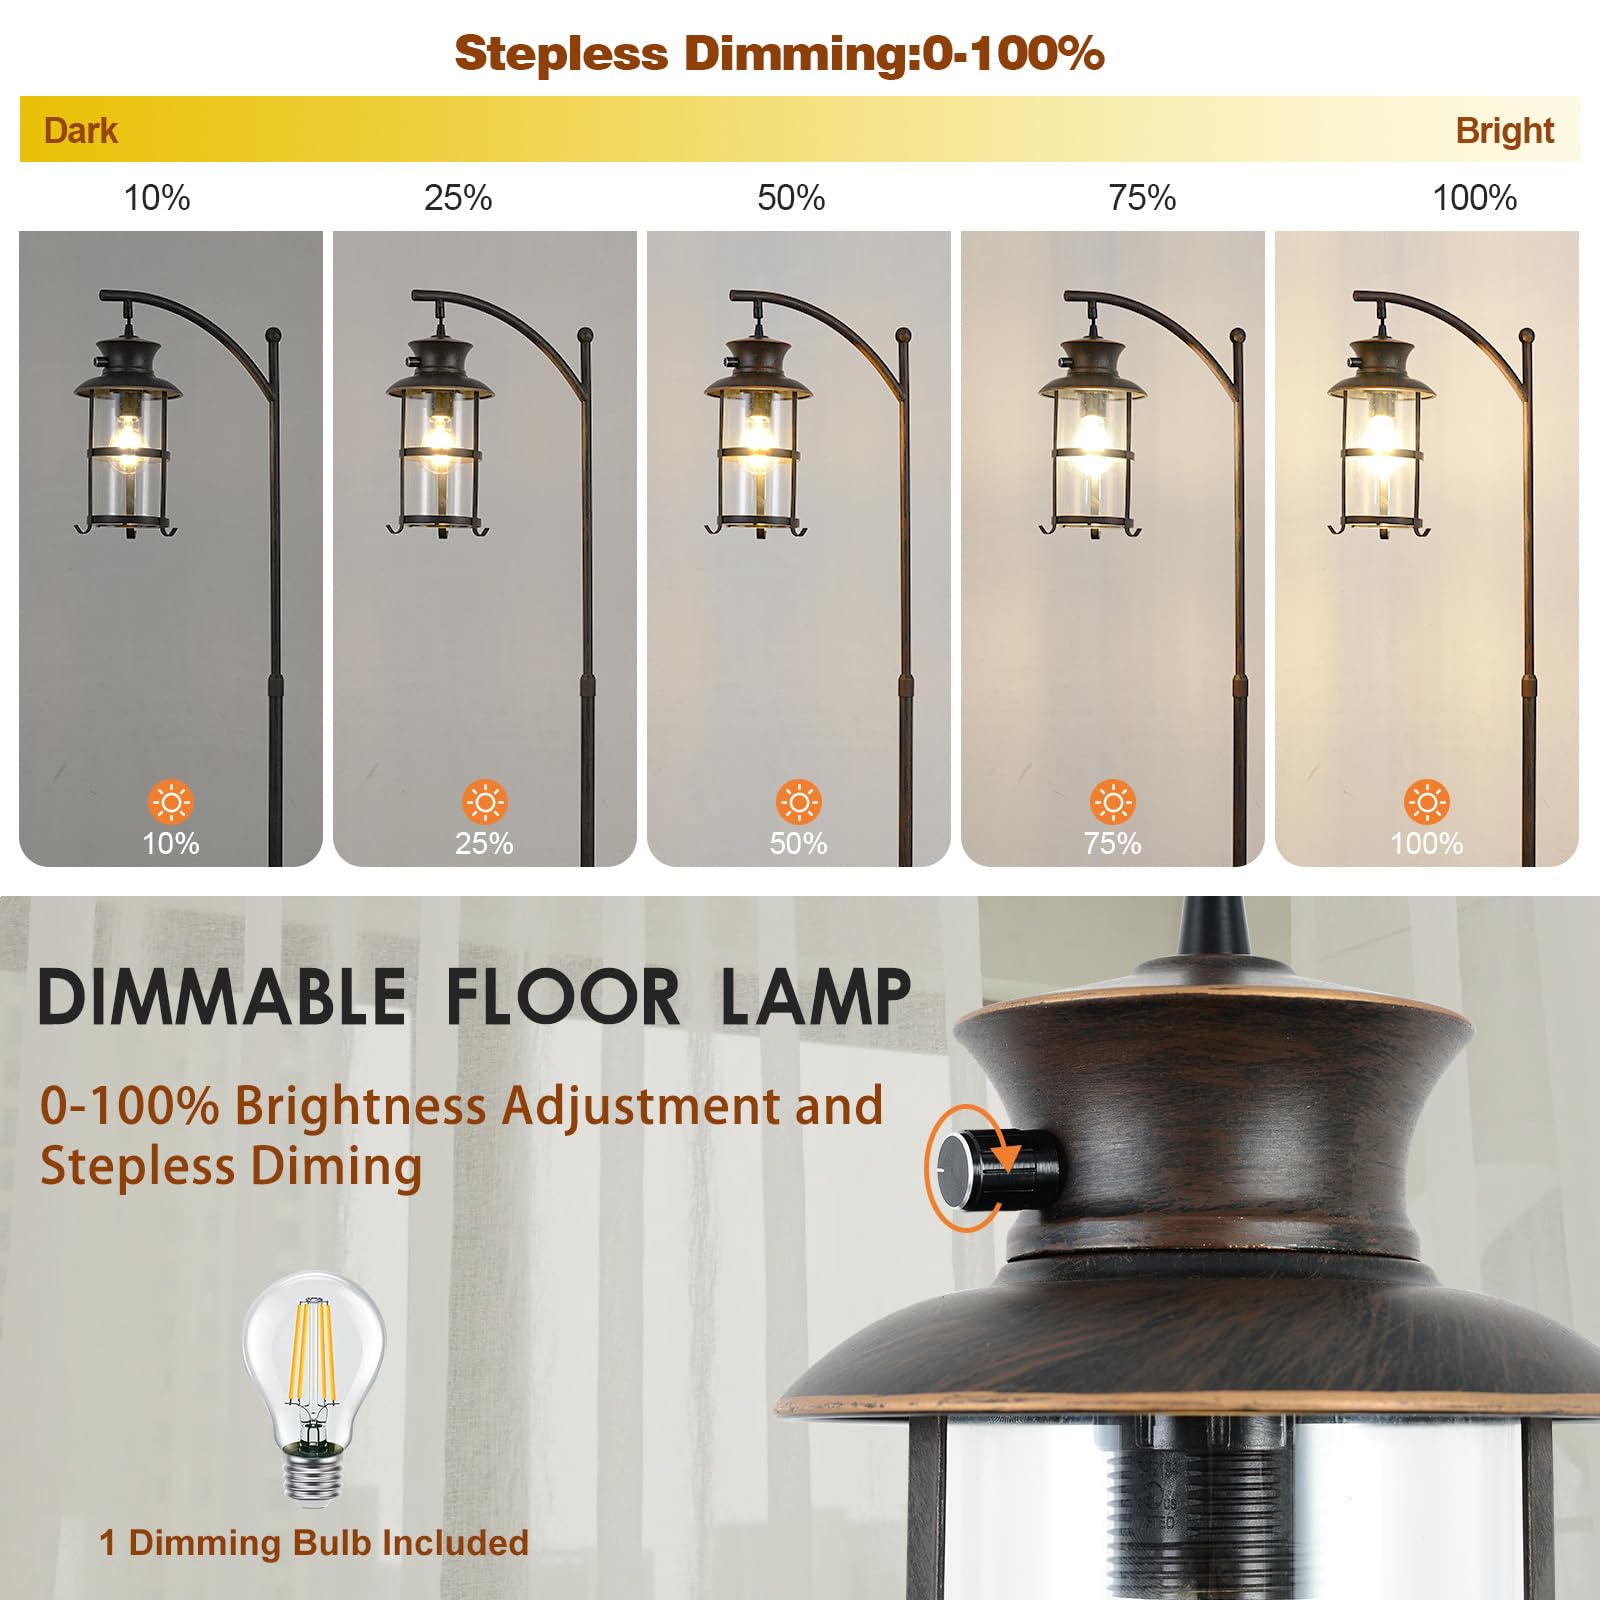 Stepless Dimming:0-100%
Dark Bright
10% 25% 50% 75% 100%
10% 25% 50% 75% 100%
DIMMABLE FLOOR LAMP
0-100% Brightness Adjustment and
Stepless Diming
1 Dimming Bulb Included